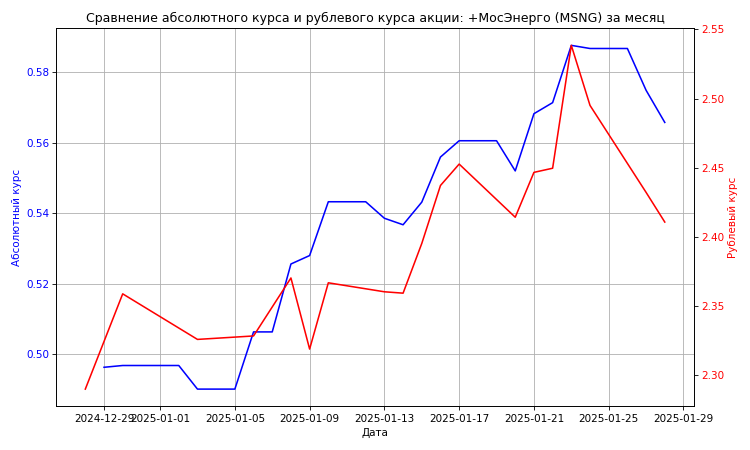 Сравнение абсолютного курса и рублевого курса акции: +МосЭнерго (MSNG) за месяц
2.55
0.58
2.50
0.56
2.45
Абсолютный курс
Рублевый курс
0.54
2.40
0.52
2.35
0.50
2.30
2024-12-29 2025-01-01 2025-01-05 2025-01-09 2025-01-13 2025-01-17 2025-01-21 2025-01-25 2025-01-29
Дата